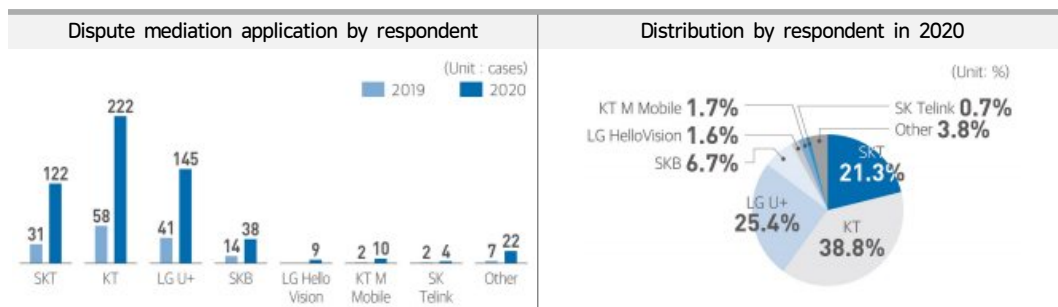 Dispute mediation application by respondent
(Unit : cases)
2019 2020
31 122 58 222 41 145 14 38 9 2 10 2 4 7 22
SKT KT LG U+ SKB LG Hello Vision KT M Mobile SK Telink Other
Distribution by respondent in 2020
(Unit: %)
KT M Mobile 1.7%
LG HelloVision 1.6%
SKB 6.7%
SK Telink 0.7%
Other 3.8%
SKT
21.3%
LG U+
25.4%
KT
38.8%